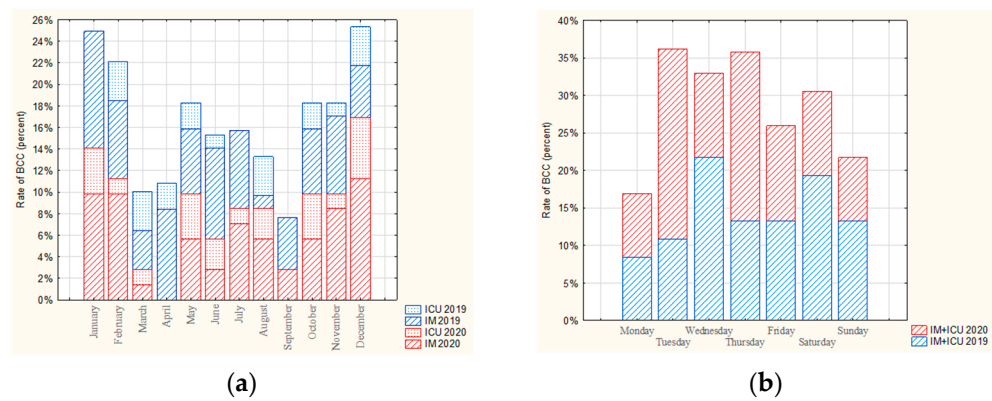 26%
24%
22%
20%
18%
16%
14%
12%
10%
8%
6%
4%
2%
0%
Rate of BCC (percent)
January
February
March
April
May
June
July
August
September
October
November
December
ICU 2019
IM 2019
ICU 2020
IM 2020
(a)
40%
35%
30%
25%
20%
15%
10%
5%
0%
Rate of BCC (percent)
Monday
Tuesday
Wednesday
Thursday
Friday
Saturday
Sunday
IM+ICU 2020
IM+ICU 2019
(b)